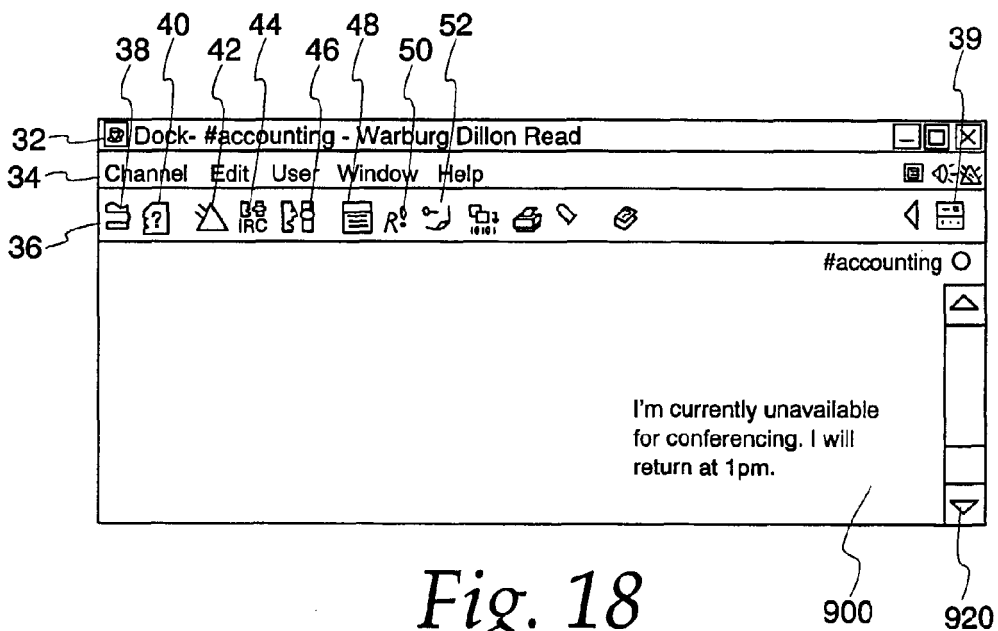 38 40 42 44 46 48 50 52 39
32 Dock- #accounting - Warburg Dillon Read
34 Channel Edit User Window Help
36 ? IRC R! 10101
#accounting
I'm currently unavailable
for conferencing. I will
return at 1pm.
Fig. 18
900 920